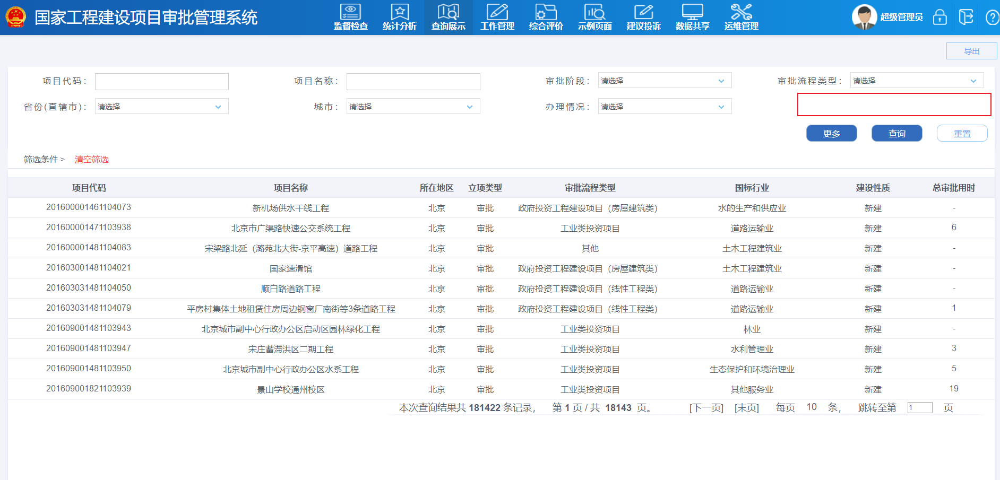 国家工程建设项目审批管理系统
监督检查 统计分析 查询展示 工作管理 综合评价 示例页面 建议投诉 数据共享 运维管理
超级管理员
导出
项目代码： 项目名称： 审批阶段： 请选择 审批流程类型： 请选择
省份(直辖市)： 请选择 城市： 请选择 办理情况： 请选择
更多 查询 重置
筛选条件 > 清空筛选
项目代码 项目名称 所在地区 立项类型 审批流程类型 国标行业 建设性质 总审批用时
201600001461104073 新机场供水干线工程 北京 审批 政府投资工程建设项目（房屋建筑类） 水的生产和供应业 新建 -
201600001471103938 北京市广渠路快速公交系统工程 北京 审批 工业类投资项目 道路运输业 新建 6
201600001481104083 宋梁路北延（潞苑北大街-京平高速）道路工程 北京 审批 其他 土木工程建筑业 新建 -
201603001481104021 国家速滑馆 北京 审批 政府投资工程建设项目（房屋建筑类） 土木工程建筑业 新建 -
201603031481104050 顺白路道路工程 北京 审批 政府投资工程建设项目（线性工程类） 道路运输业 新建 -
201603031481104079 平房村集体土地租赁住房周边钢窗厂南街等3条道路工程 北京 审批 政府投资工程建设项目（线性工程类） 道路运输业 新建 1
201609001481103943 北京城市副中心行政办公区启动区园林绿化工程 北京 审批 工业类投资项目 林业 新建 -
201609001481103947 宋庄蓄滞洪区二期工程 北京 审批 工业类投资项目 水利管理业 新建 3
201609001481103950 北京城市副中心行政办公区水系工程 北京 审批 工业类投资项目 生态保护和环境治理业 新建 5
201609001821103939 景山学校通州校区 北京 审批 工业类投资项目 其他服务业 新建 19
本次查询结果共 181422 条记录， 第 1 页 / 共 18143 页。 [下一页] [末页] 每页 10 条， 跳转至第 1 页